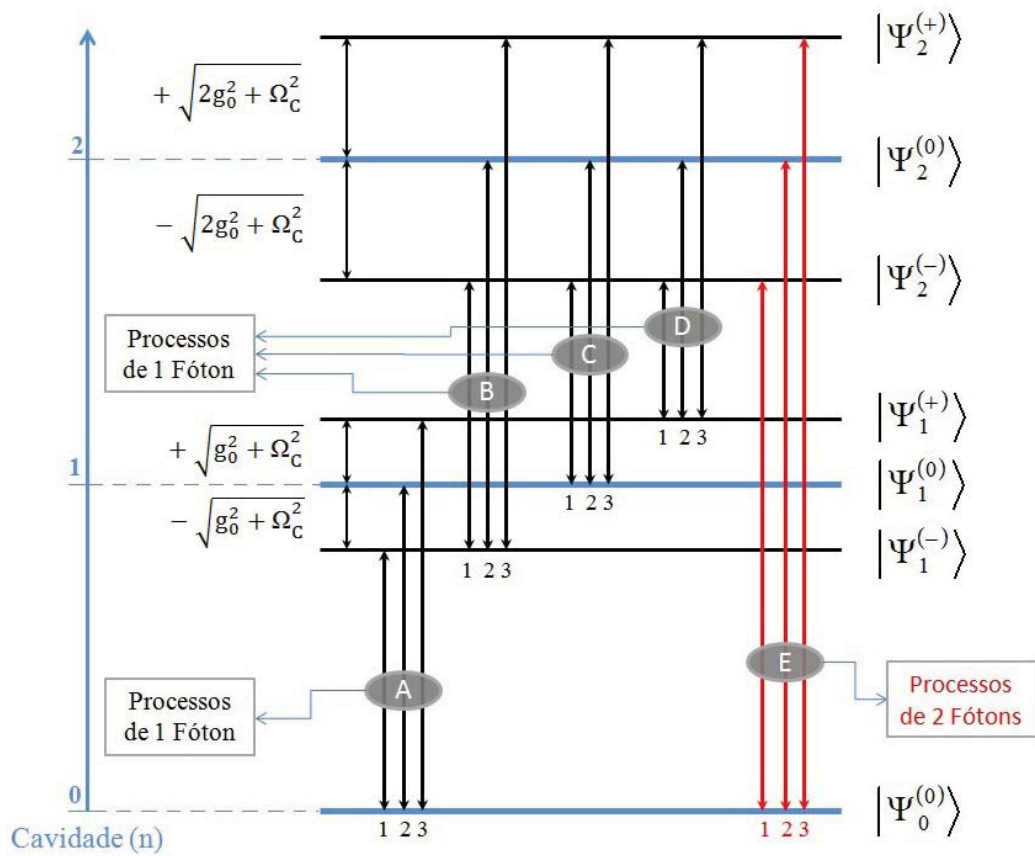 |Ψ₂⁽⁺⁾⟩
+ √(2g₀² + Ω_C²)
2
|Ψ₂⁽⁰⁾⟩
− √(2g₀² + Ω_C²)
|Ψ₂⁽⁻⁾⟩
Processos
de 1 Fóton
D
C
B
|Ψ₁⁽⁺⁾⟩
1 2 3
+ √(g₀² + Ω_C²)
1
|Ψ₁⁽⁰⁾⟩
1 2 3
− √(g₀² + Ω_C²)
|Ψ₁⁽⁻⁾⟩
1 2 3
A
E
Processos
de 1 Fóton
Processos
de 2 Fótons
0
|Ψ₀⁽⁰⁾⟩
1 2 3
1 2 3
Cavidade (n)